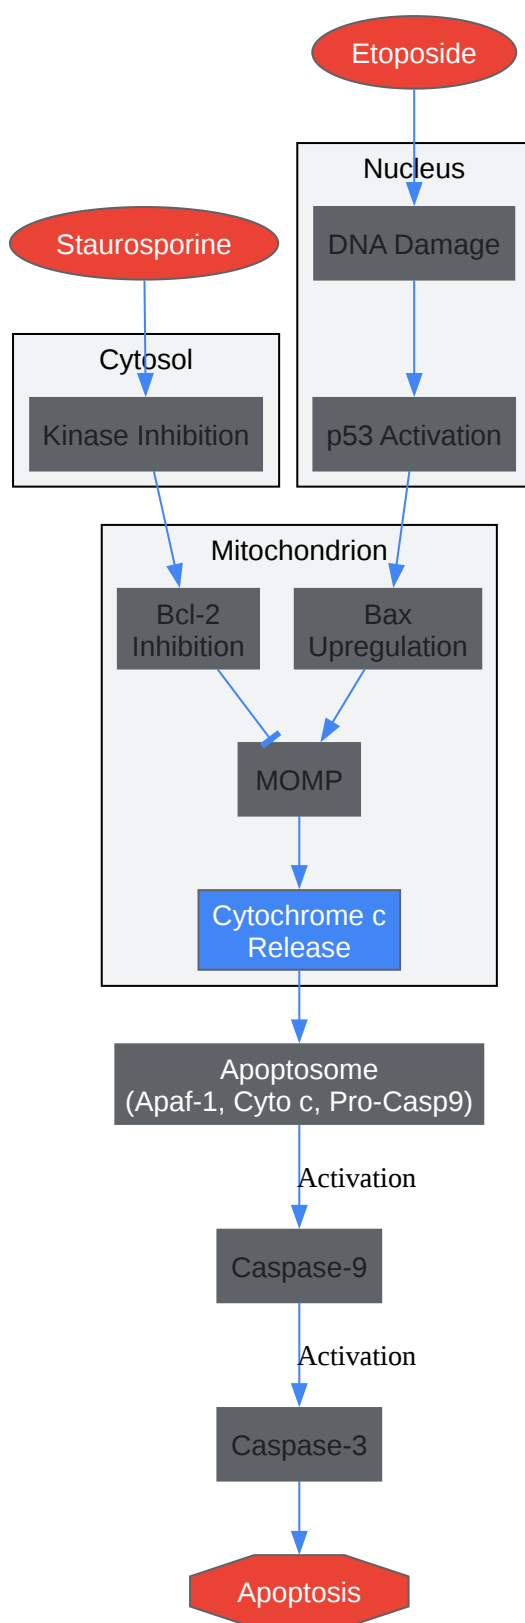 Etoposide
Nucleus
DNA Damage
Staurosporine
Cytosol
Kinase Inhibition
p53 Activation
Mitochondrion
Bcl-2
Inhibition
Bax
Upregulation
MOMP
Cytochrome c
Release
Apoptosome
(Apaf-1, Cyto c, Pro-Casp9)
Activation
Caspase-9
Activation
Caspase-3
Apoptosis